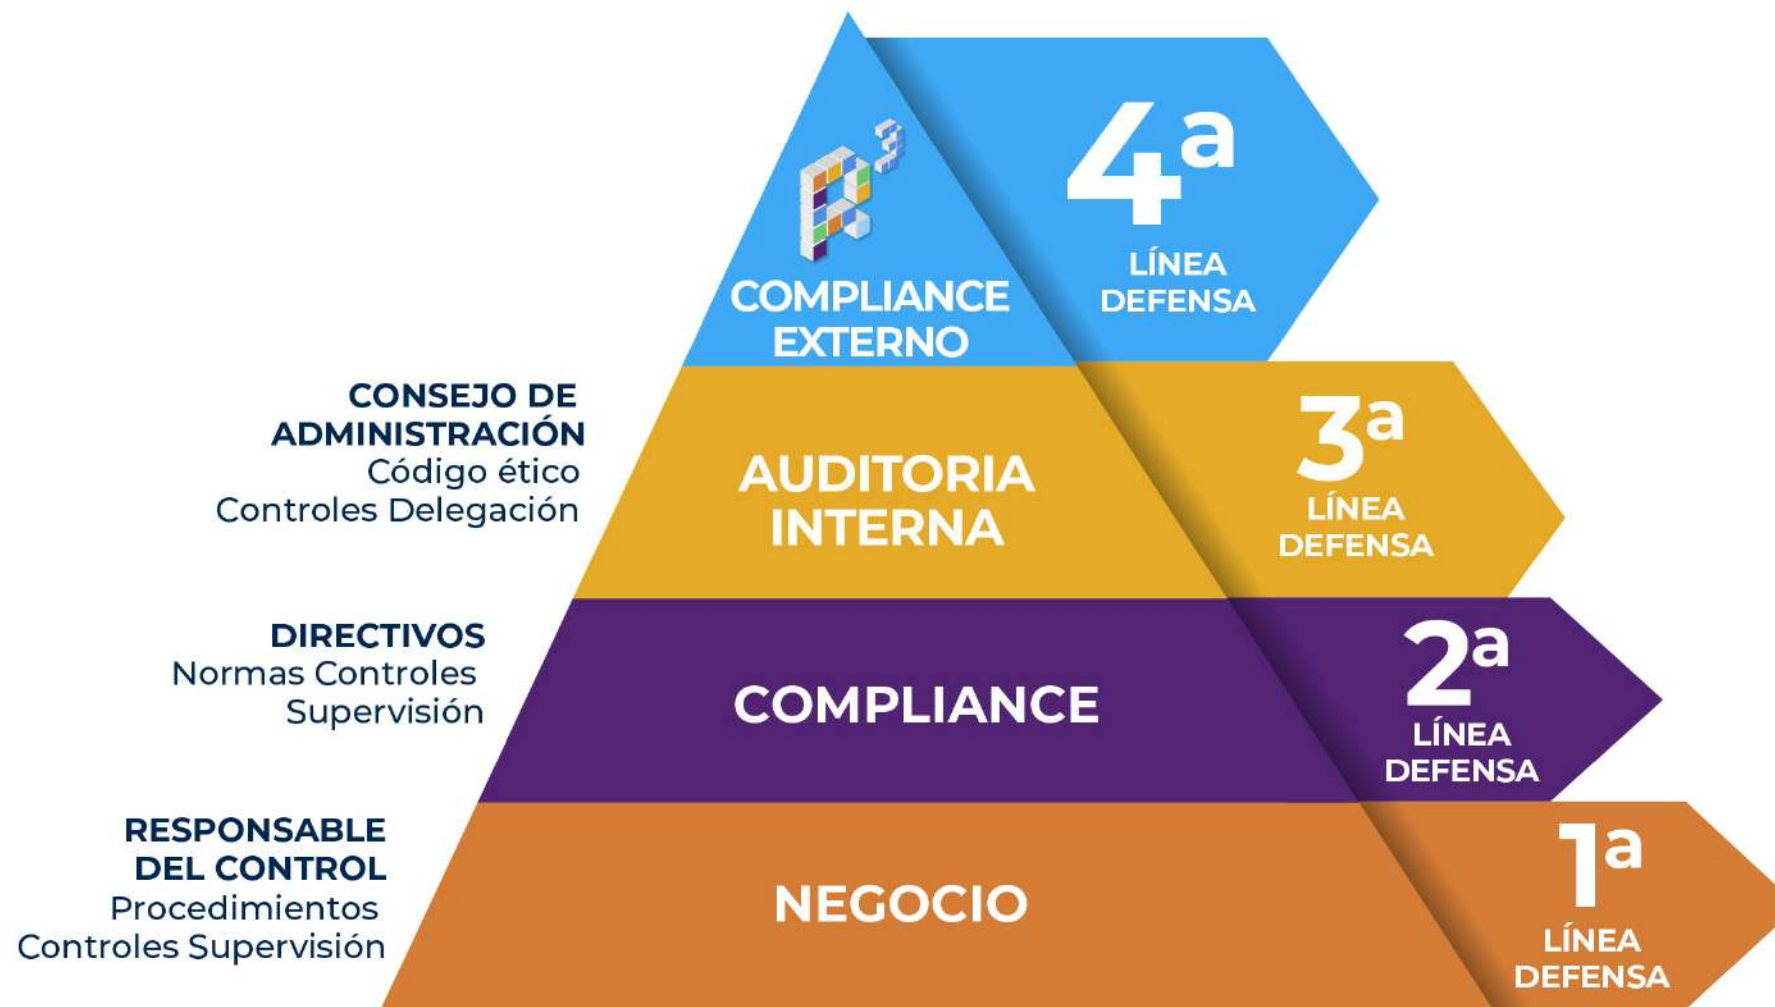 R3
COMPLIANCE
EXTERNO
4ª
LÍNEA
DEFENSA
CONSEJO DE
ADMINISTRACIÓN
Código ético
Controles Delegación
AUDITORIA
INTERNA
3ª
LÍNEA
DEFENSA
DIRECTIVOS
Normas Controles
Supervisión
COMPLIANCE
2ª
LÍNEA
DEFENSA
RESPONSABLE
DEL CONTROL
Procedimientos
Controles Supervisión
NEGOCIO
1ª
LÍNEA
DEFENSA